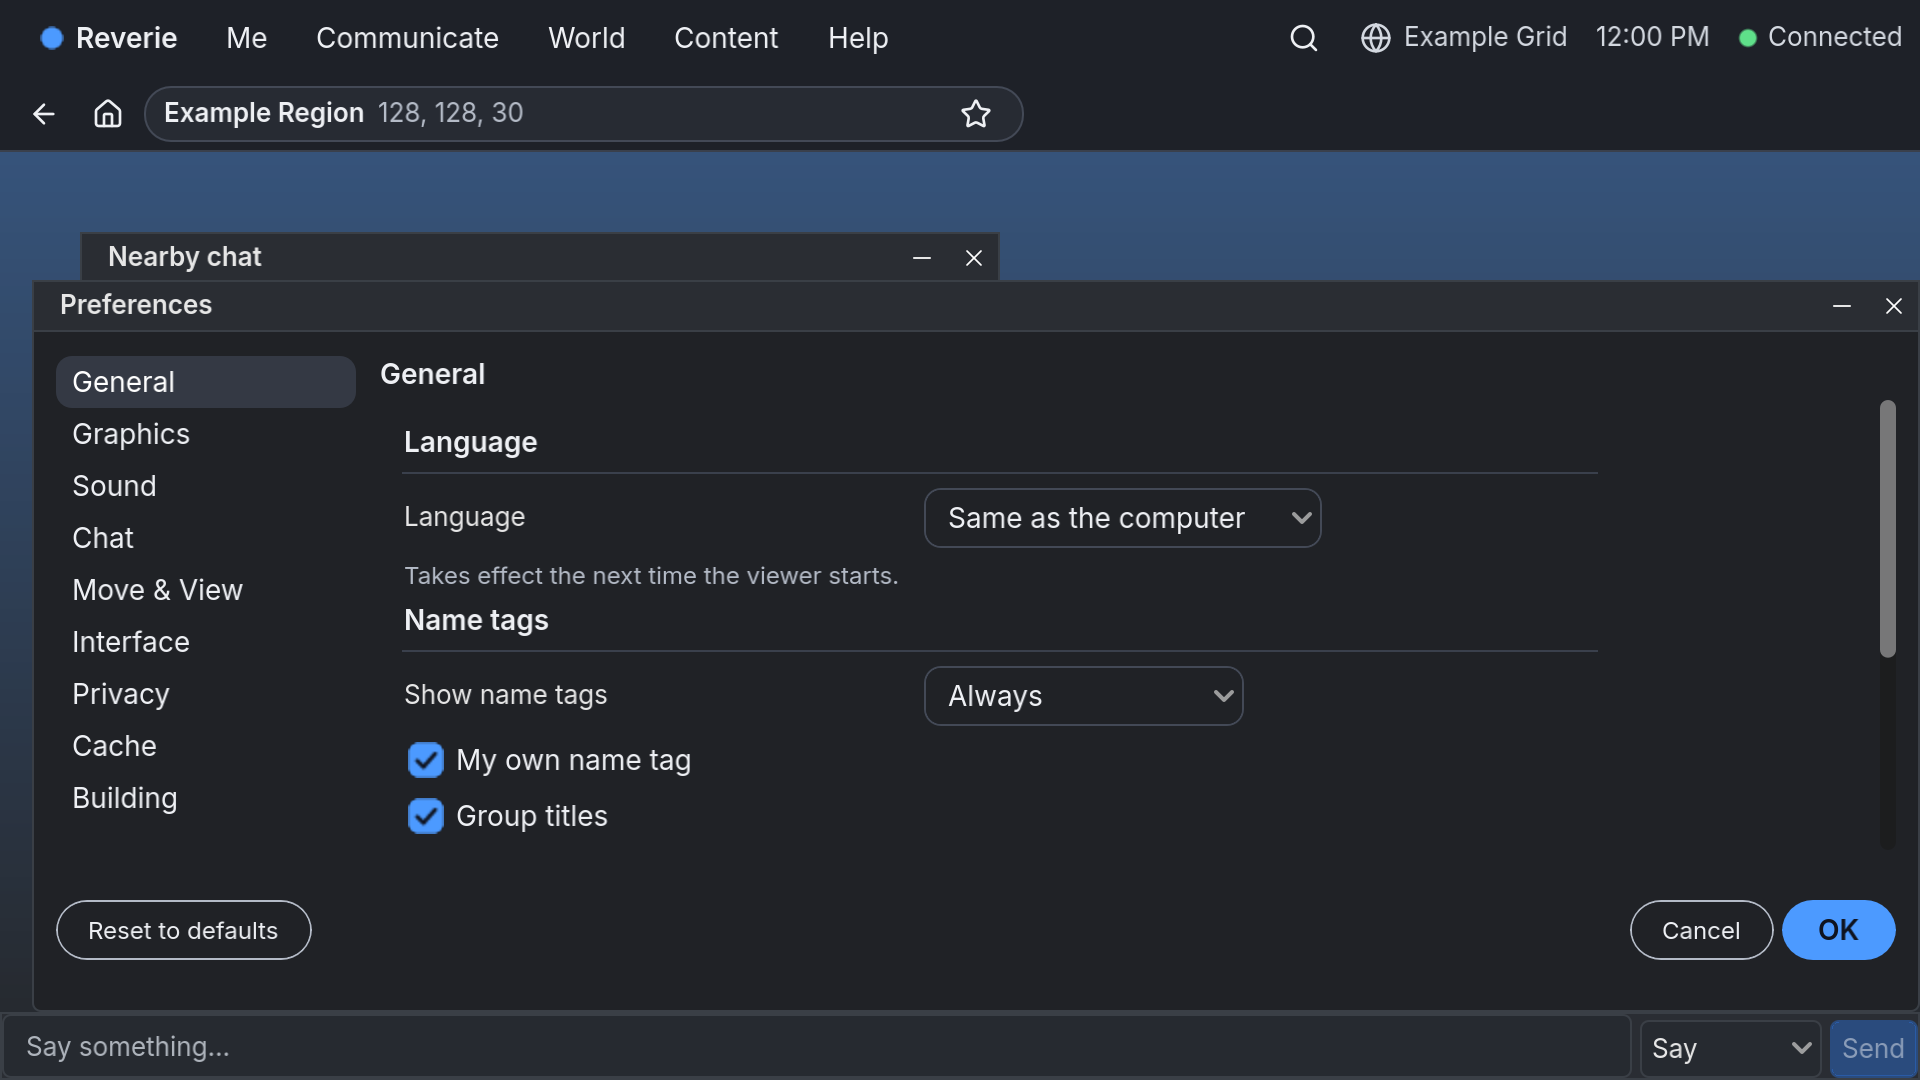 Reverie Me Communicate World Content Help Example Grid 12:00 PM Connected
Example Region 128, 128, 30
Nearby chat
Preferences
General
Graphics
Sound
Chat
Move & View
Interface
Privacy
Cache
Building
General
Language
Language Same as the computer
Takes effect the next time the viewer starts.
Name tags
Show name tags Always
My own name tag
Group titles
Reset to defaults Cancel OK
Say something... Say Send